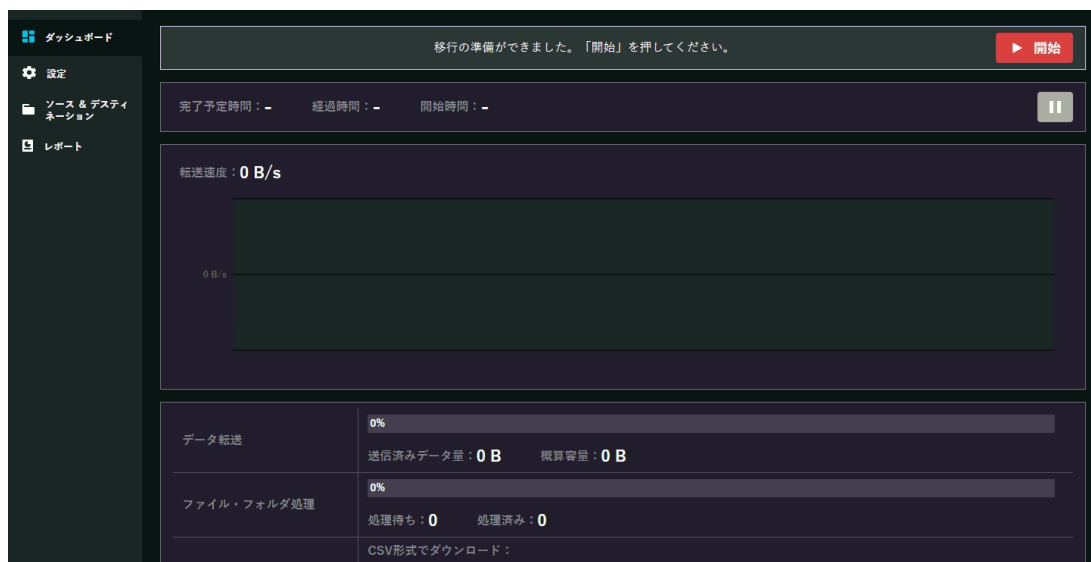 ダッシュボード
設定
ソース & デスティ
ネーション
レポート
移行の準備ができました。「開始」を押してください。
開始
完了予定時間：- 経過時間：- 開始時間：-
転送速度：0 B/s
0 B/s
データ転送
0%
送信済みデータ量：0 B 概算容量：0 B
ファイル・フォルダ処理
0%
処理待ち：0 処理済み：0
CSV形式でダウンロード：